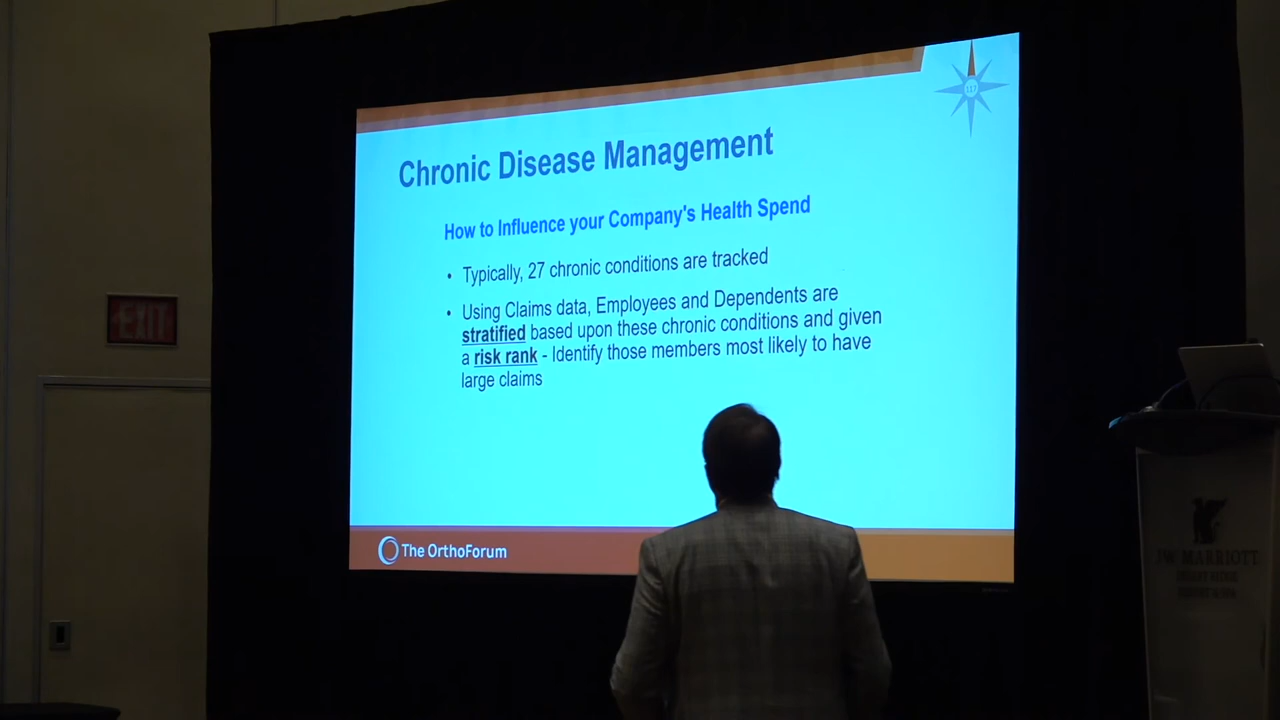 117
Chronic Disease Management
How to Influence your Company's Health Spend
• Typically, 27 chronic conditions are tracked
• Using Claims data, Employees and Dependents are
stratified based upon these chronic conditions and given
a risk rank - Identify those members most likely to have
large claims
The OrthoForum
EXIT
JW MARRIOTT